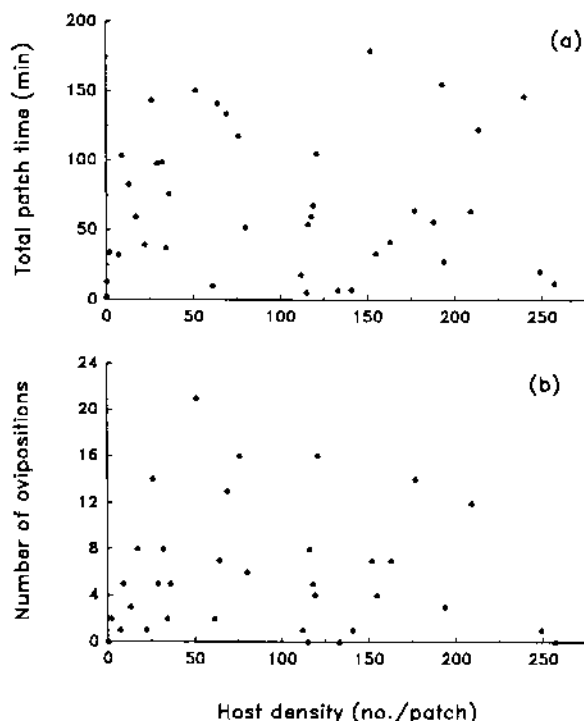 (a)
Total patch time (min)
200
150
100
50
0
0 50 100 150 200 250
(b)
Number of ovipositions
24
20
16
12
8
4
0
0 50 100 150 200 250
Host density (no./patch)